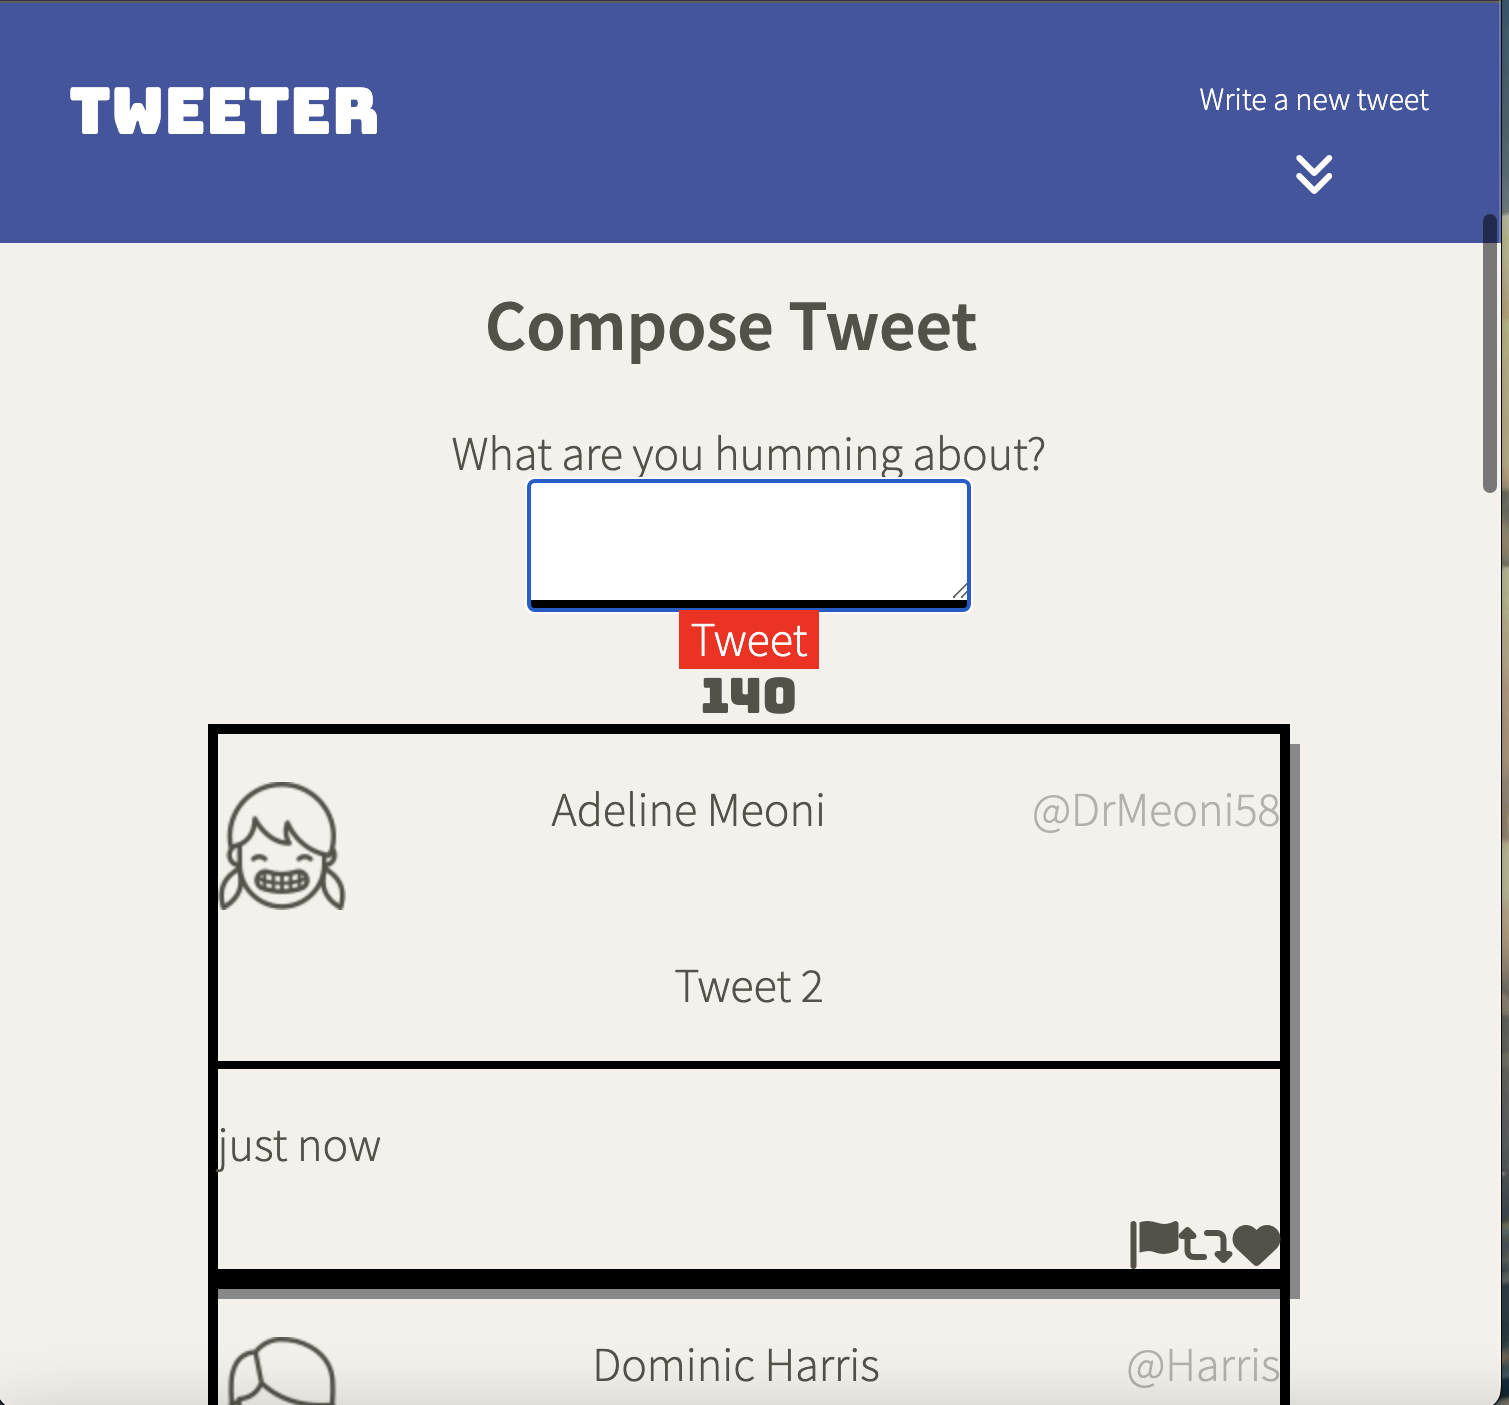 TWEETER
Write a new tweet
Compose Tweet
What are you humming about?
Tweet
140
Adeline Meoni @DrMeoni58
Tweet 2
just now
Dominic Harris @Harris